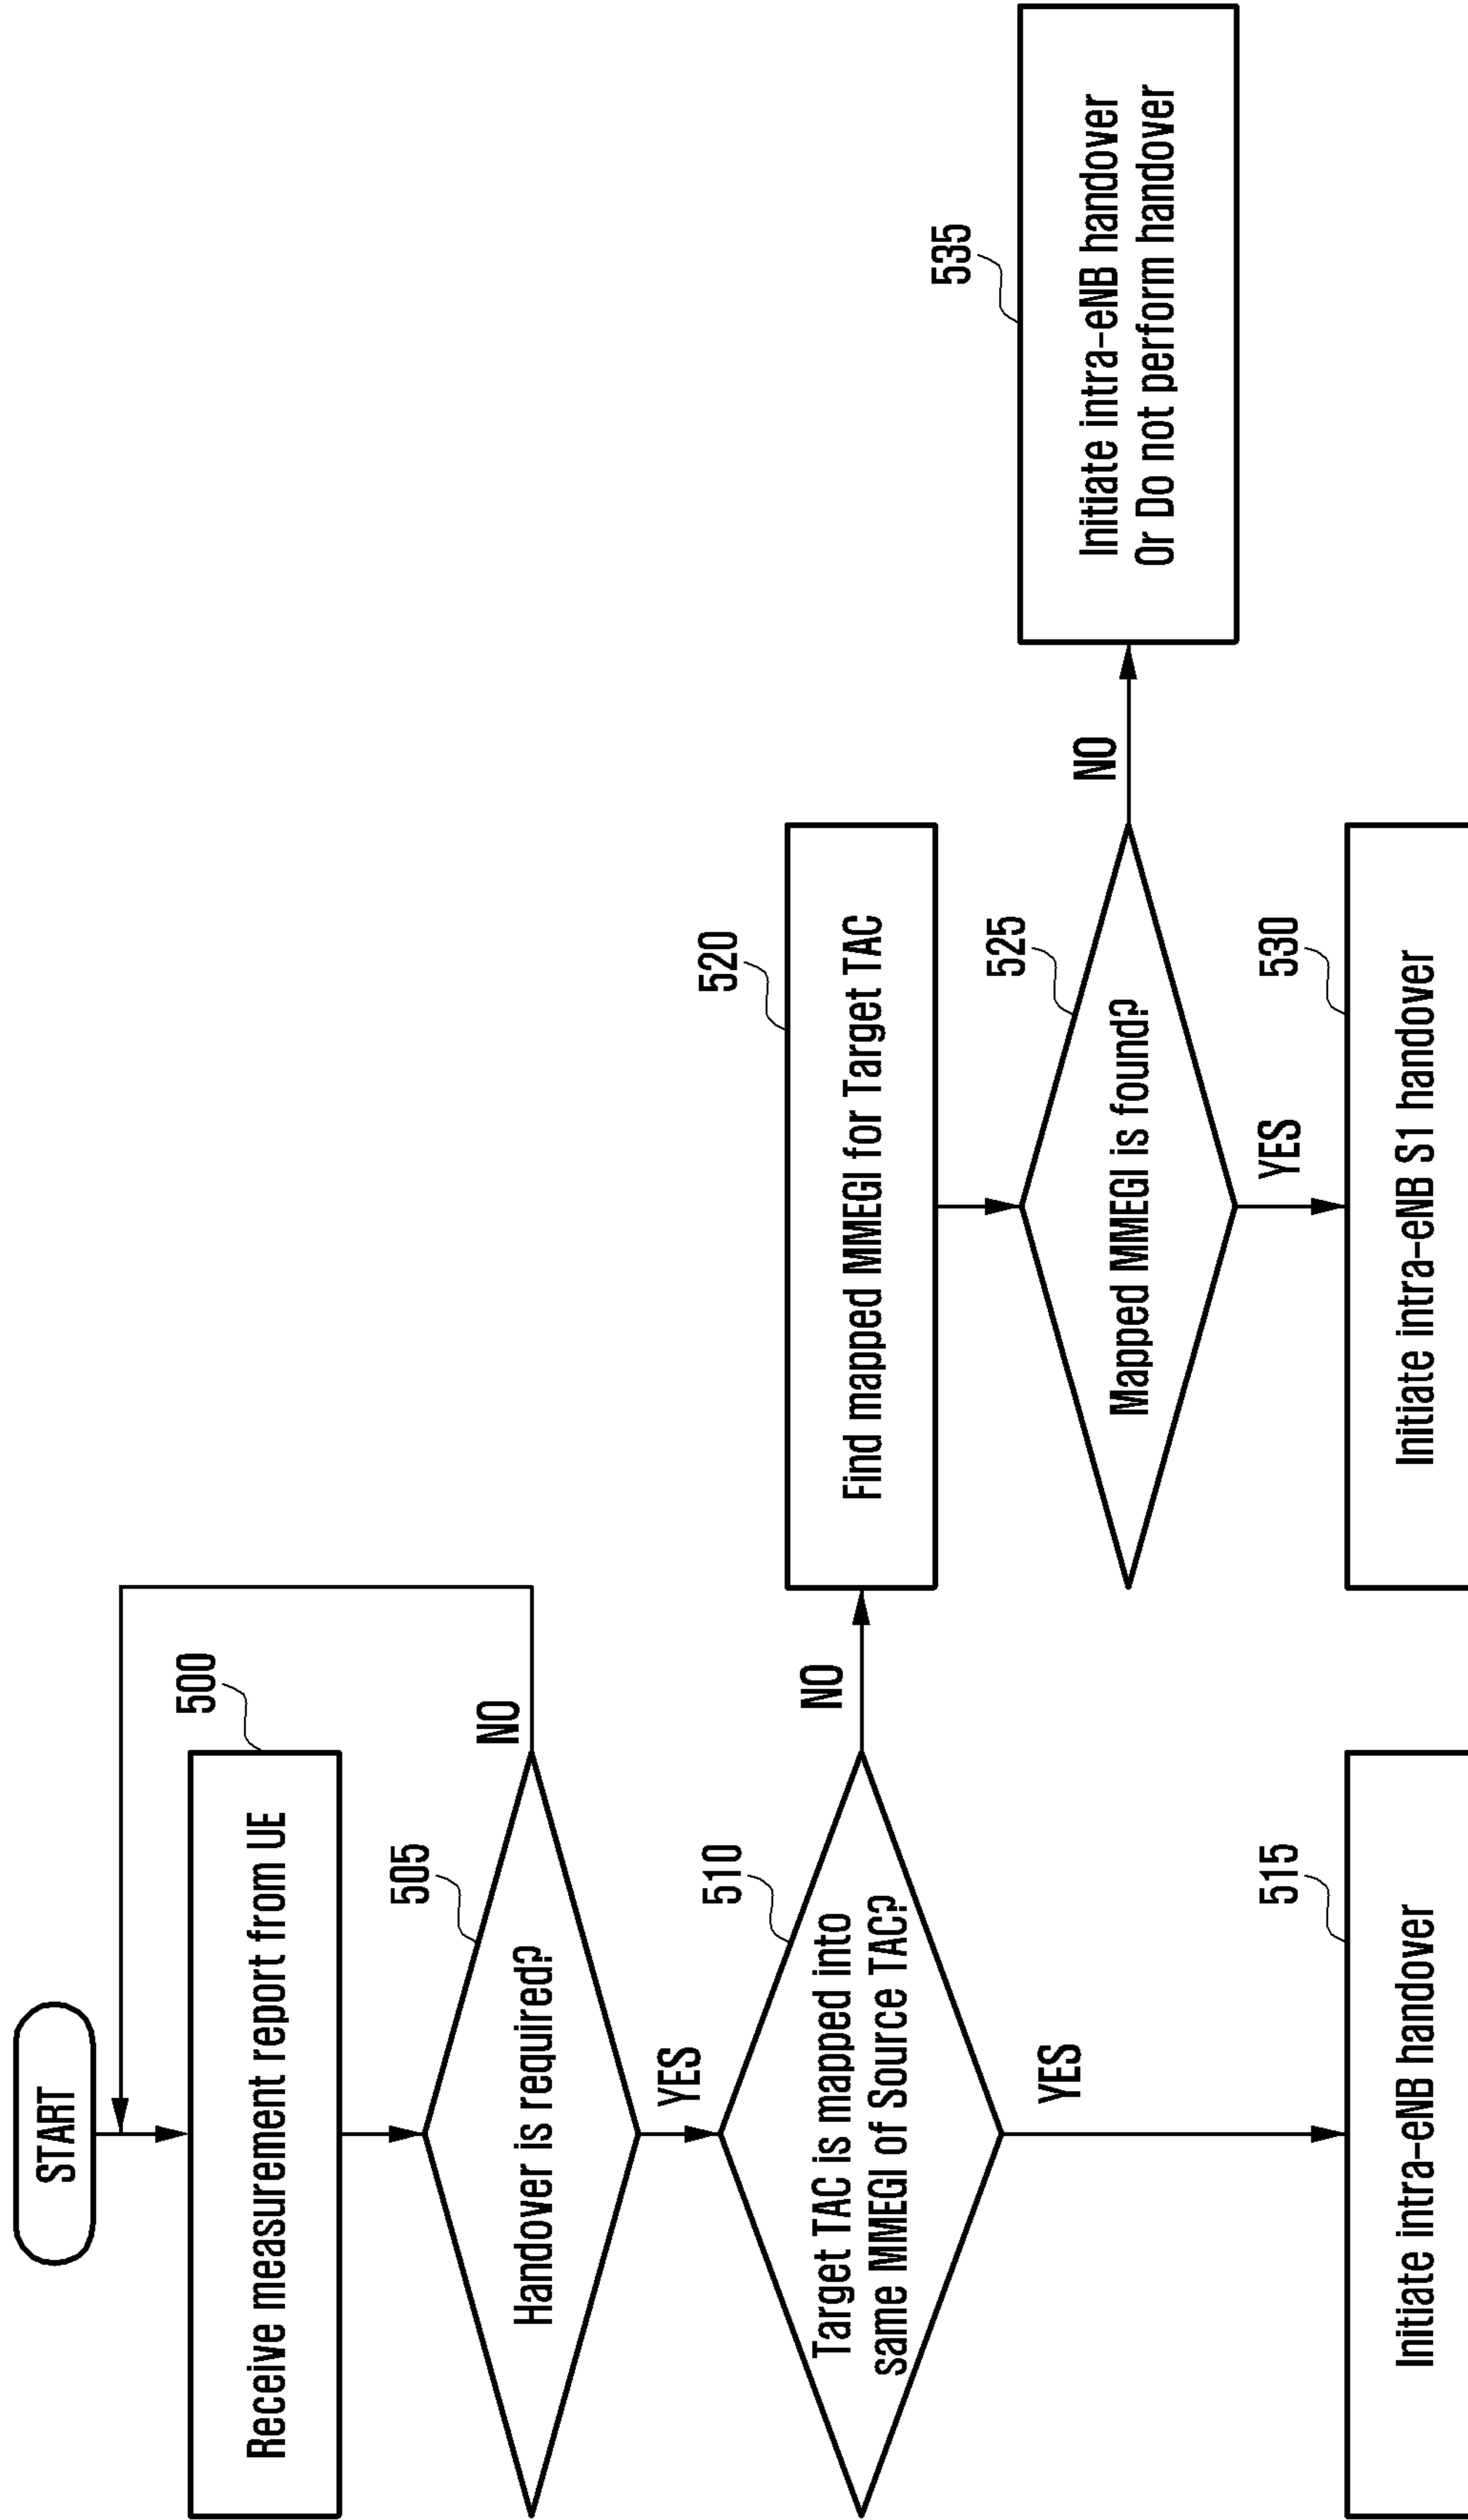 START
500
Receive measurement report from UE
505
Handover is required?
NO
YES
510
Target TAC is mapped into
same MMEGI of Source TAC?
NO
YES
515
Initiate intra-eNB handover
520
Find mapped MMEGI for Target TAC
525
Mapped MMEGI is found?
NO
YES
530
Initiate intra-eNB S1 handover
535
Initiate intra-eNB handover
Or Do not perform handover